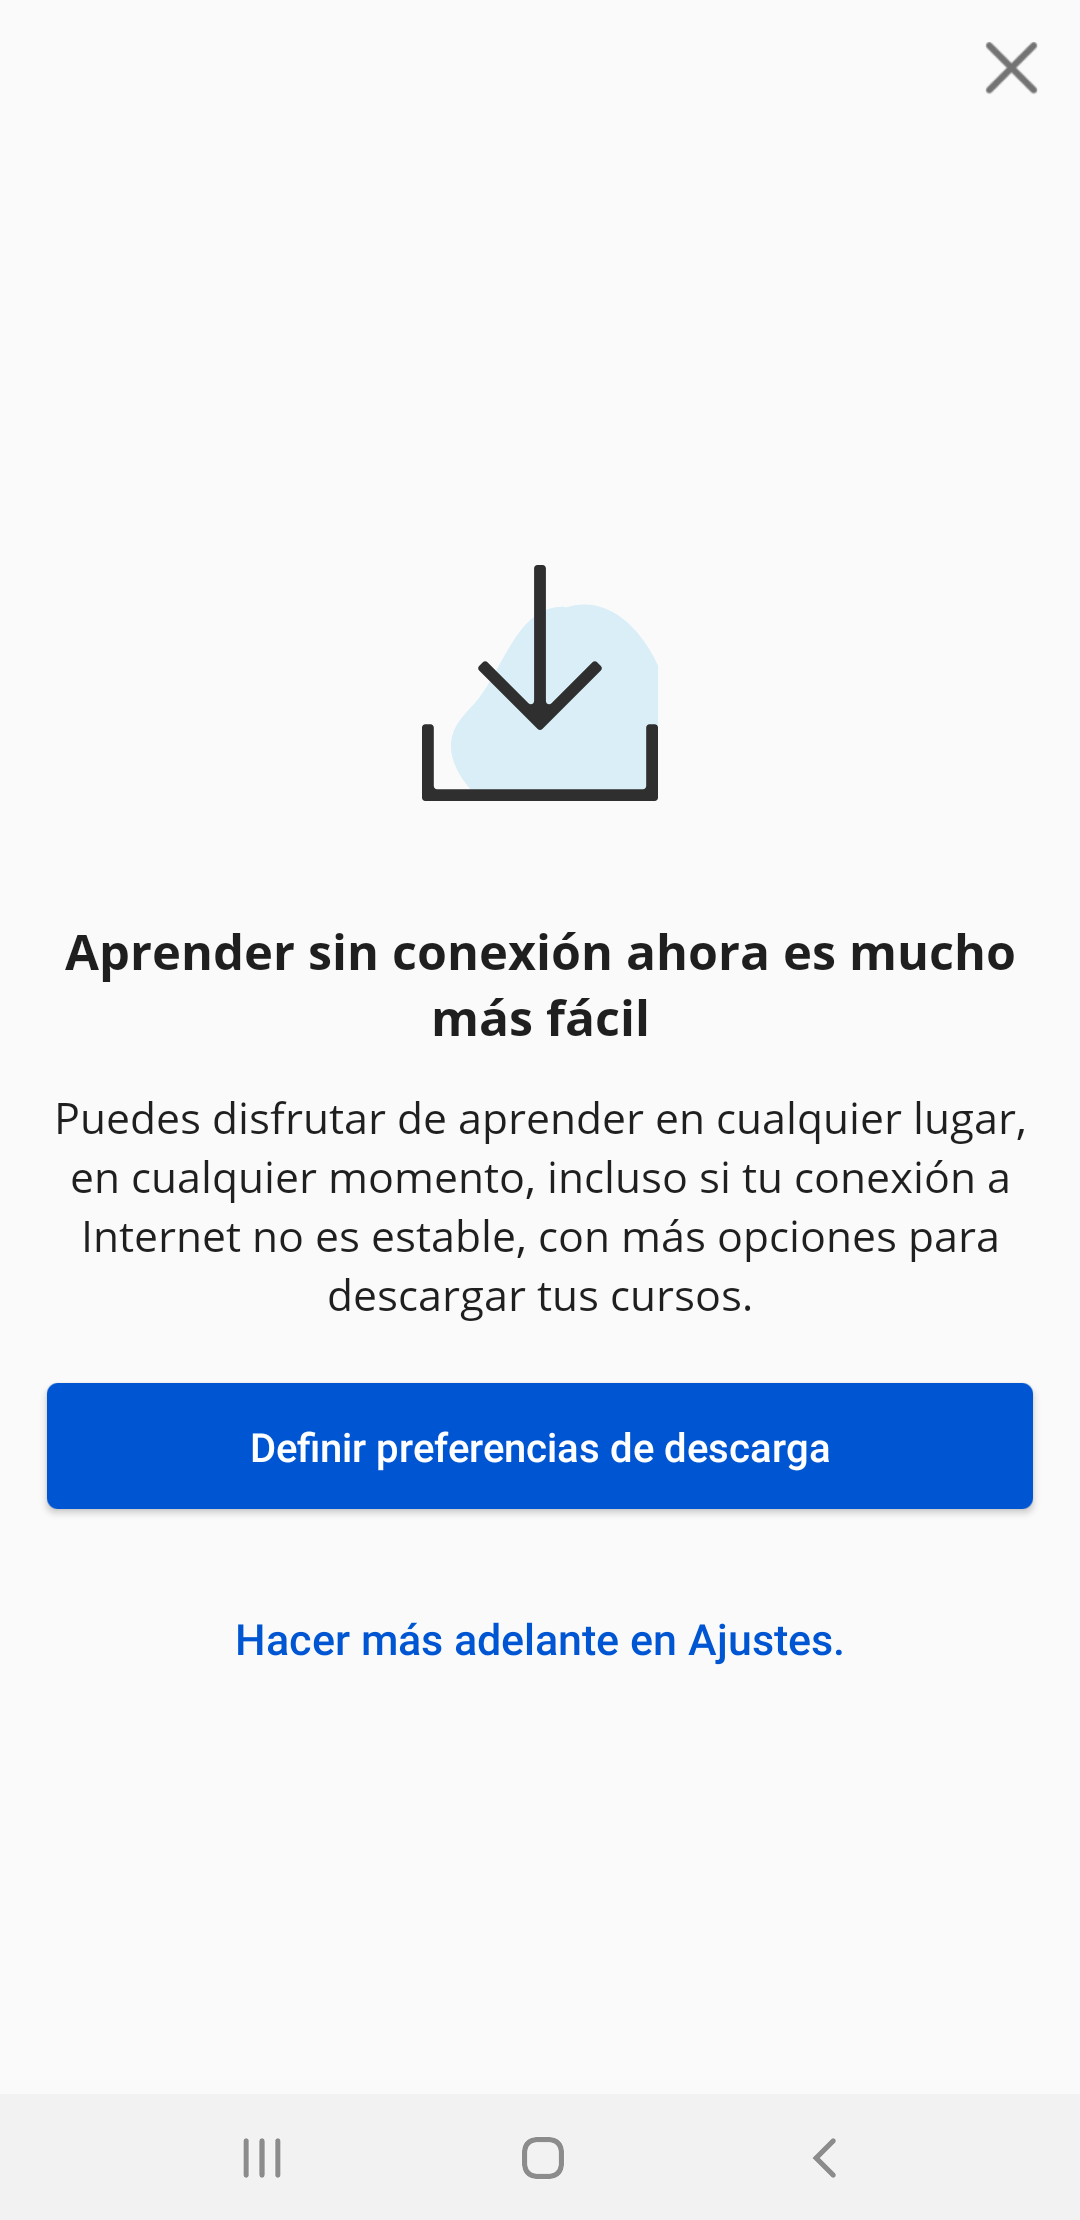 Aprender sin conexión ahora es mucho
más fácil
Puedes disfrutar de aprender en cualquier lugar,
en cualquier momento, incluso si tu conexión a
Internet no es estable, con más opciones para
descargar tus cursos.
Definir preferencias de descarga
Hacer más adelante en Ajustes.